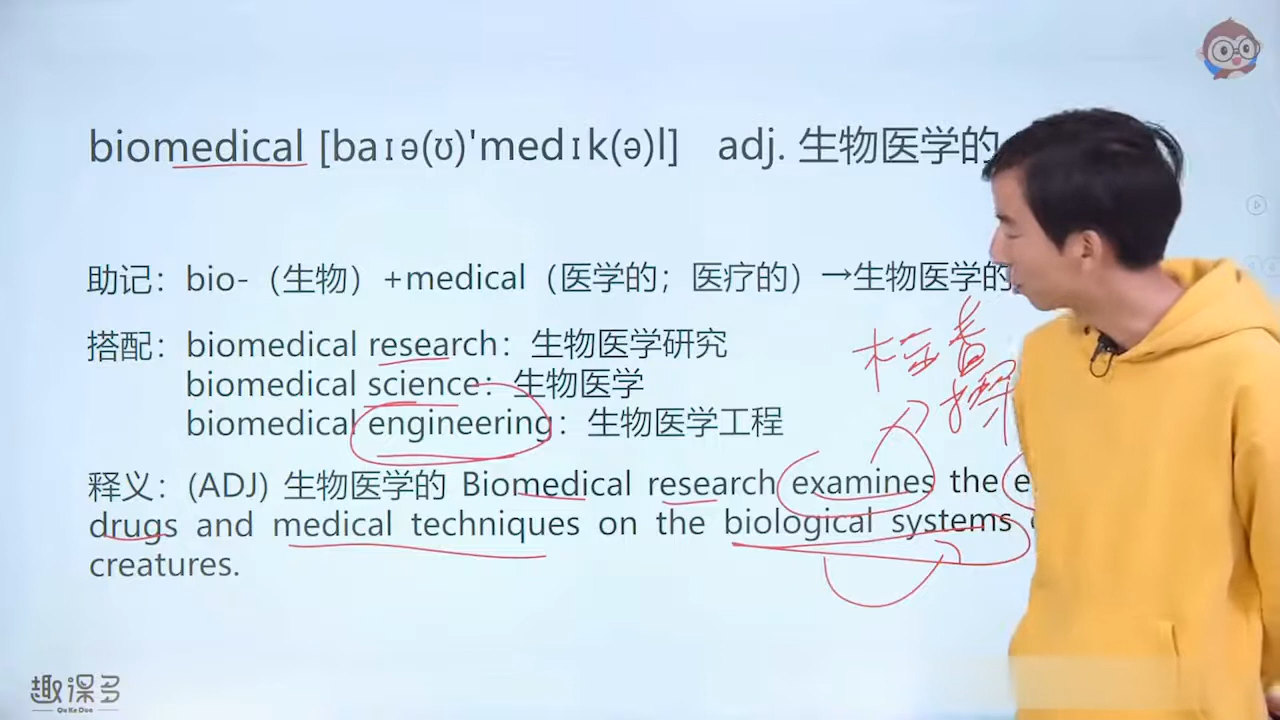 biomedical [baɪə(ʊ)'medɪk(ə)l] adj. 生物医学的
助记：bio-（生物）+medical（医学的；医疗的）→生物医学的
搭配：biomedical research：生物医学研究
biomedical science：生物医学
biomedical engineering：生物医学工程
释义：(ADJ) 生物医学的 Biomedical research examines the
drugs and medical techniques on the biological systems
creatures.
趣课多
Qu Ke Duo